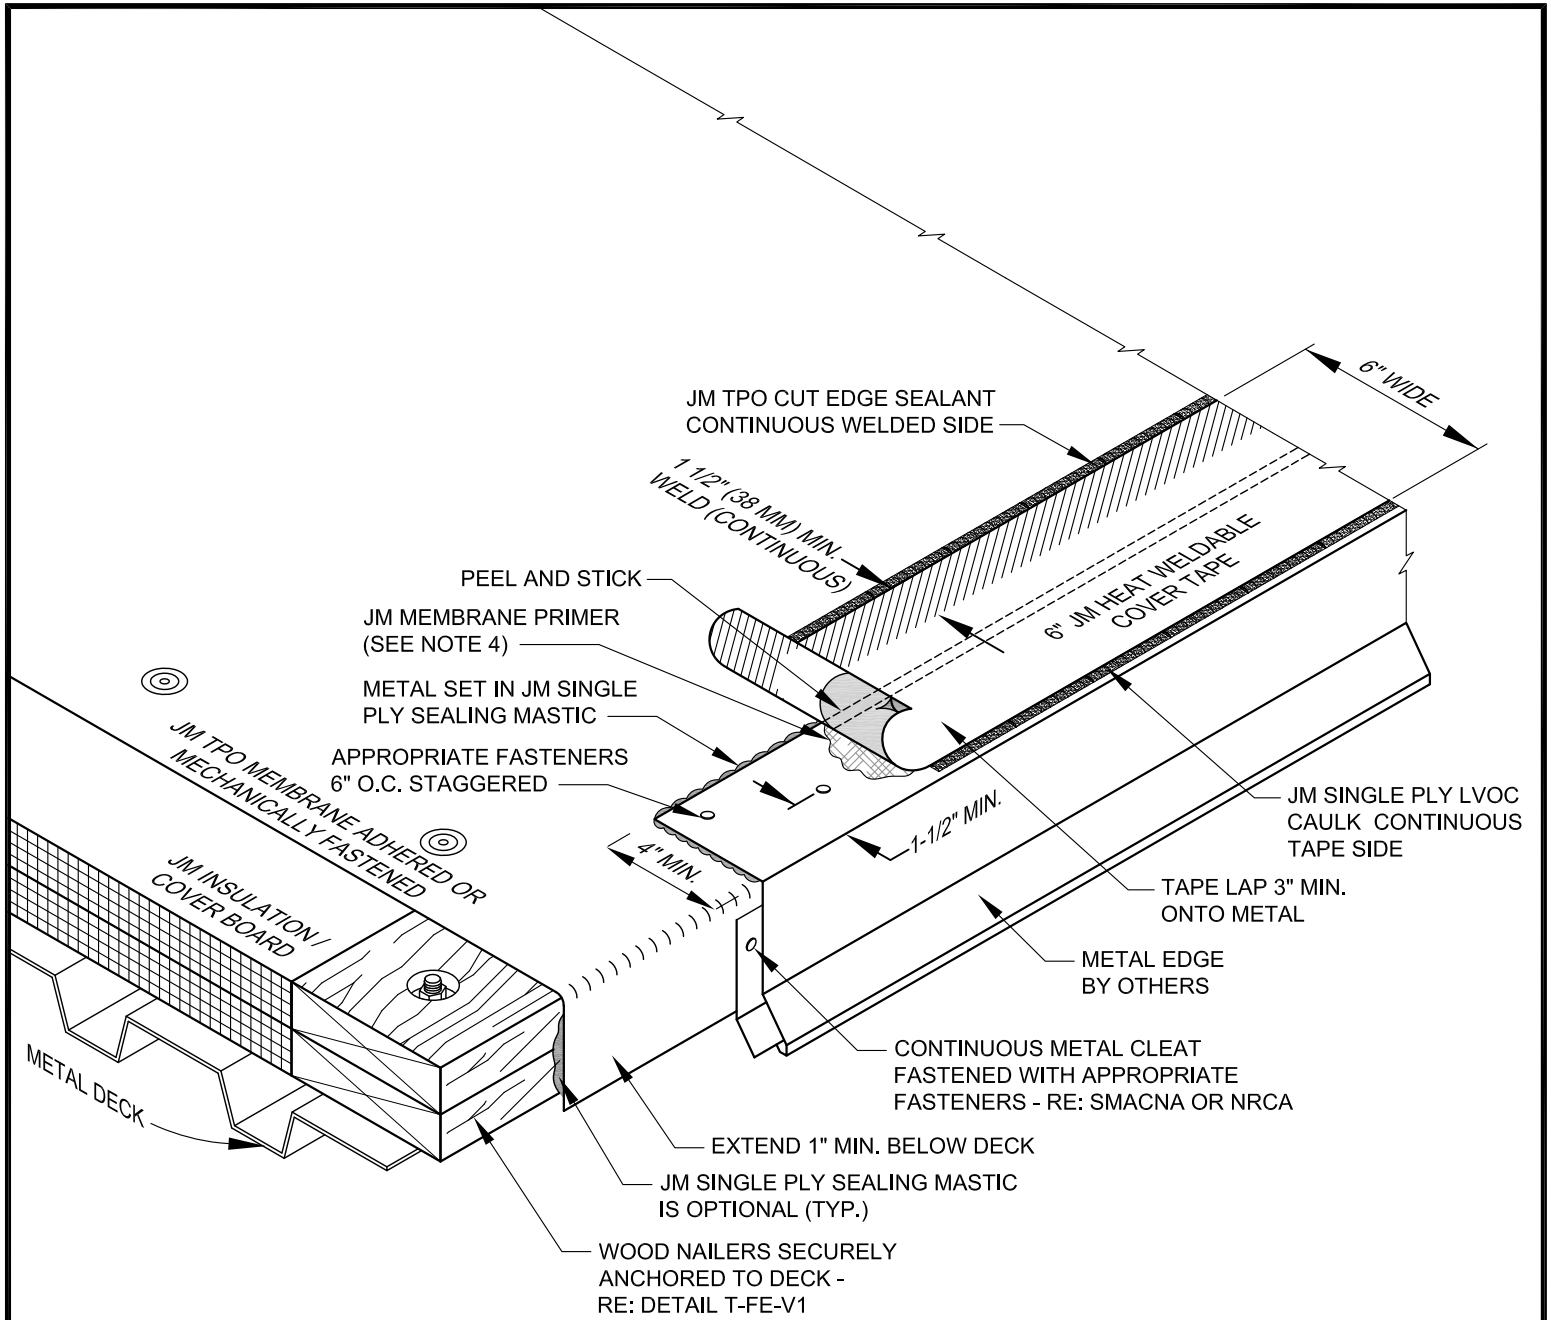 6" WIDE
JM TPO CUT EDGE SEALANT
CONTINUOUS WELDED SIDE
1 1/2" (38 MM) MIN.
WELD (CONTINUOUS)
6" JM HEAT WELDABLE
COVER TAPE
PEEL AND STICK
JM MEMBRANE PRIMER
(SEE NOTE 4)
METAL SET IN JM SINGLE
PLY SEALING MASTIC
APPROPRIATE FASTENERS
6" O.C. STAGGERED
JM TPO MEMBRANE ADHERED OR
MECHANICALLY FASTENED
JM INSULATION /
COVER BOARD
4" MIN.
1-1/2" MIN.
JM SINGLE PLY LVOC
CAULK CONTINUOUS
TAPE SIDE
TAPE LAP 3" MIN.
ONTO METAL
METAL EDGE
BY OTHERS
METAL DECK
CONTINUOUS METAL CLEAT
FASTENED WITH APPROPRIATE
FASTENERS - RE: SMACNA OR NRCA
EXTEND 1" MIN. BELOW DECK
JM SINGLE PLY SEALING MASTIC
IS OPTIONAL (TYP.)
WOOD NAILERS SECURELY
ANCHORED TO DECK -
RE: DETAIL T-FE-V1